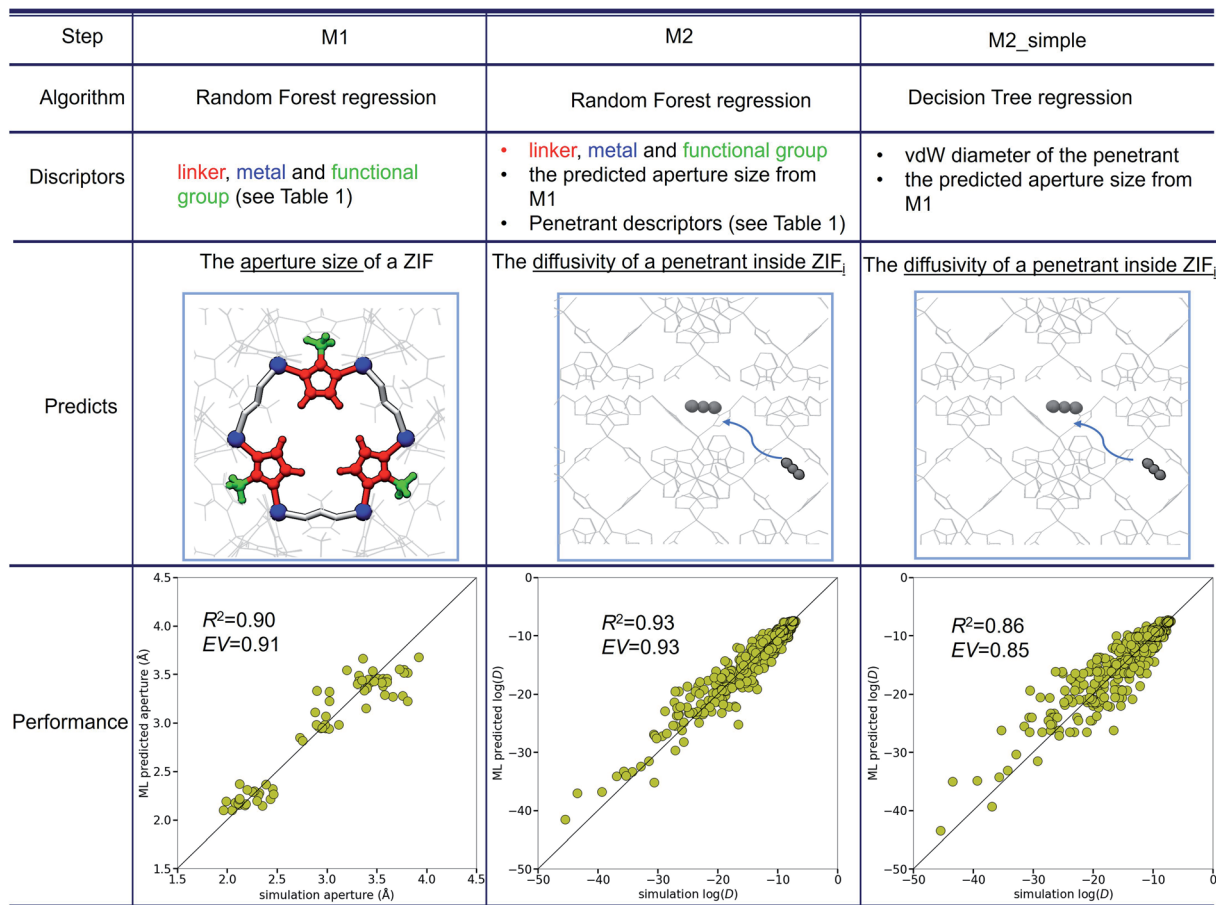 Step
M1
M2
M2_simple
Algorithm
Random Forest regression
Random Forest regression
Decision Tree regression
Discriptors
linker, metal and functional
group (see Table 1)
• linker, metal and functional group
• the predicted aperture size from
M1
• Penetrant descriptors (see Table 1)
• vdW diameter of the penetrant
• the predicted aperture size from
M1
Predicts
The aperture size of a ZIF
The diffusivity of a penetrant inside ZIFi
The diffusivity of a penetrant inside ZIFi
Performance
R²=0.90
EV=0.91
ML predicted aperture (Å)
4.5
4.0
3.5
3.0
2.5
2.0
1.5
1.5 2.0 2.5 3.0 3.5 4.0 4.5
simulation aperture (Å)
R²=0.93
EV=0.93
ML predicted log(D)
0
−10
−20
−30
−40
−50
−50 −40 −30 −20 −10 0
simulation log(D)
R²=0.86
EV=0.85
ML predicted log(D)
0
−10
−20
−30
−40
−50
−50 −40 −30 −20 −10 0
simulation log(D)